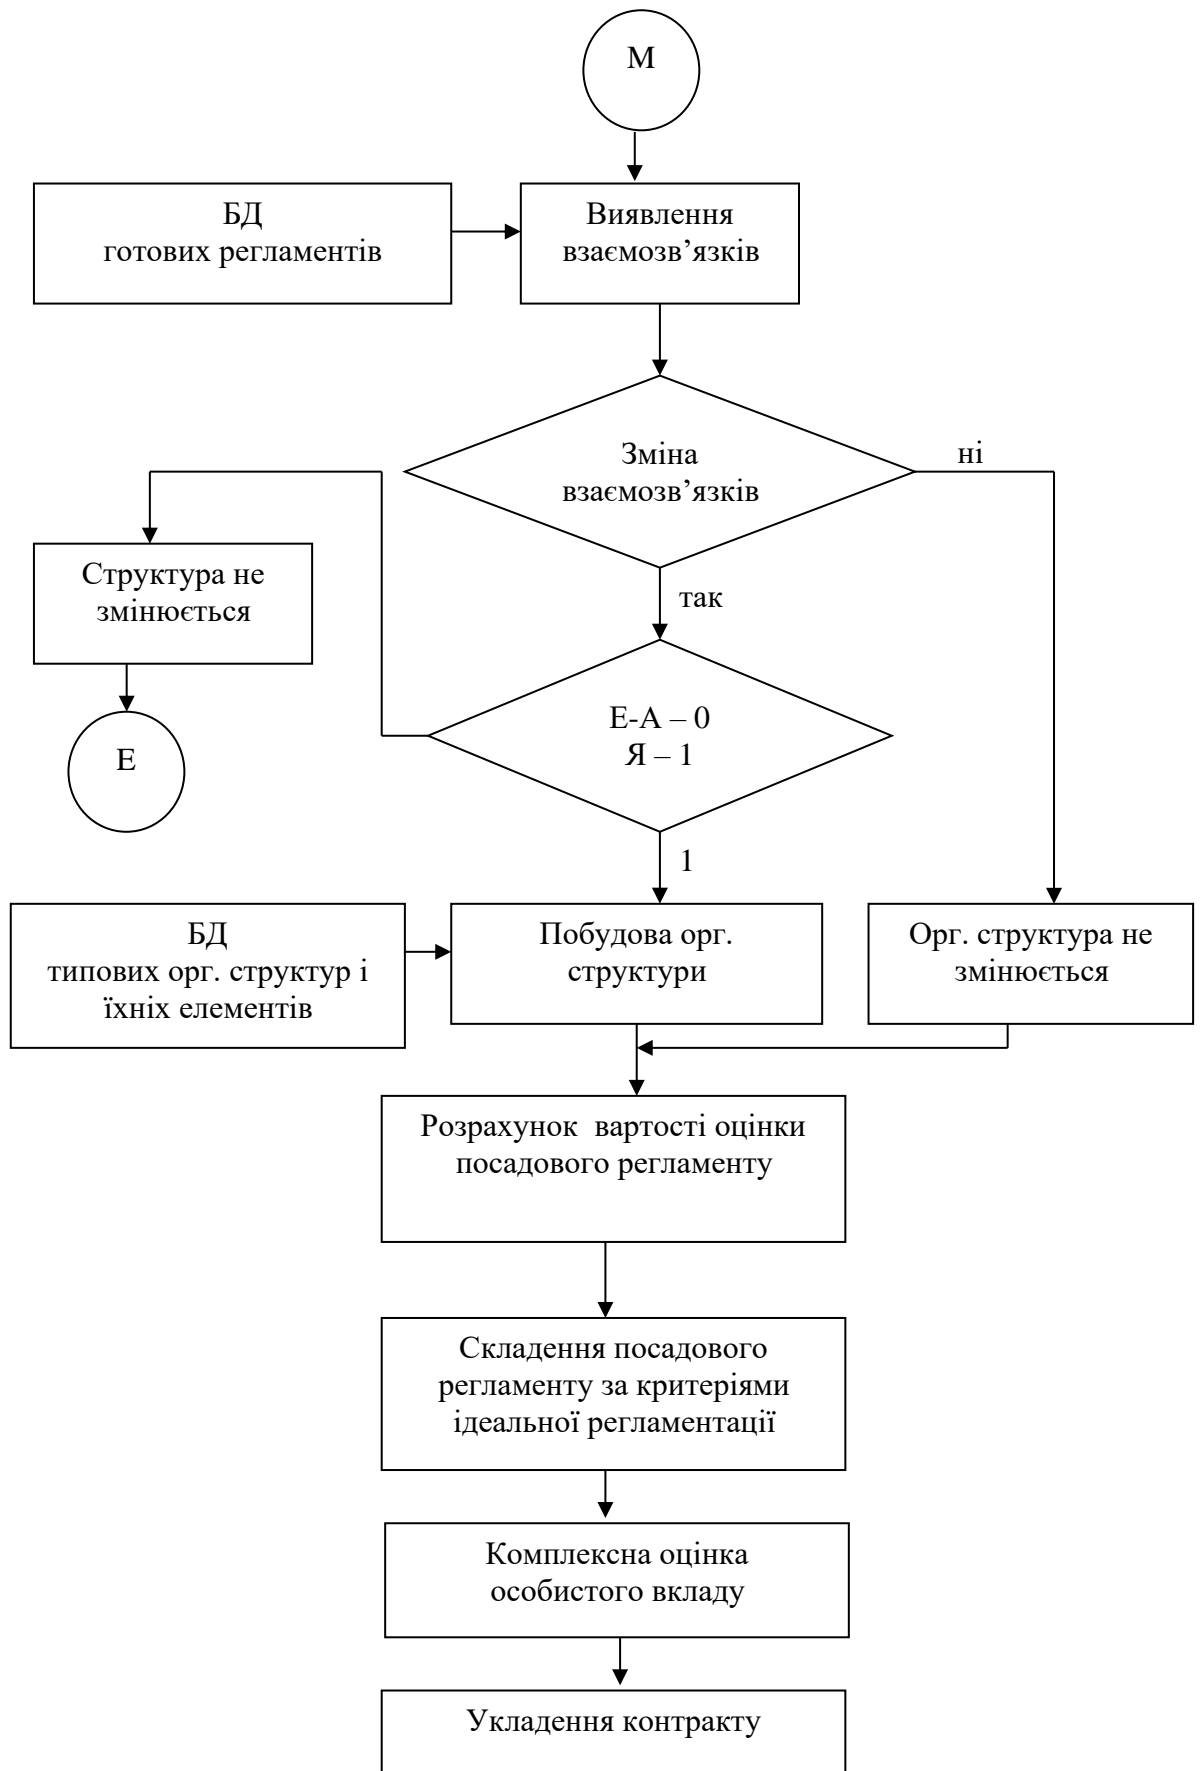 М
БД
готових регламентів
Виявлення
взаємозв’язків
Зміна
взаємозв’язків
ні
Структура не
змінюється
так
Е-А – 0
Я – 1
Е
1
БД
типових орг. структур і
їхніх елементів
Побудова орг.
структури
Орг. структура не
змінюється
Розрахунок  вартості оцінки
посадового регламенту
Складення посадового
регламенту за критеріями
ідеальної регламентації
Комплексна оцінка
особистого вкладу
Укладення контракту